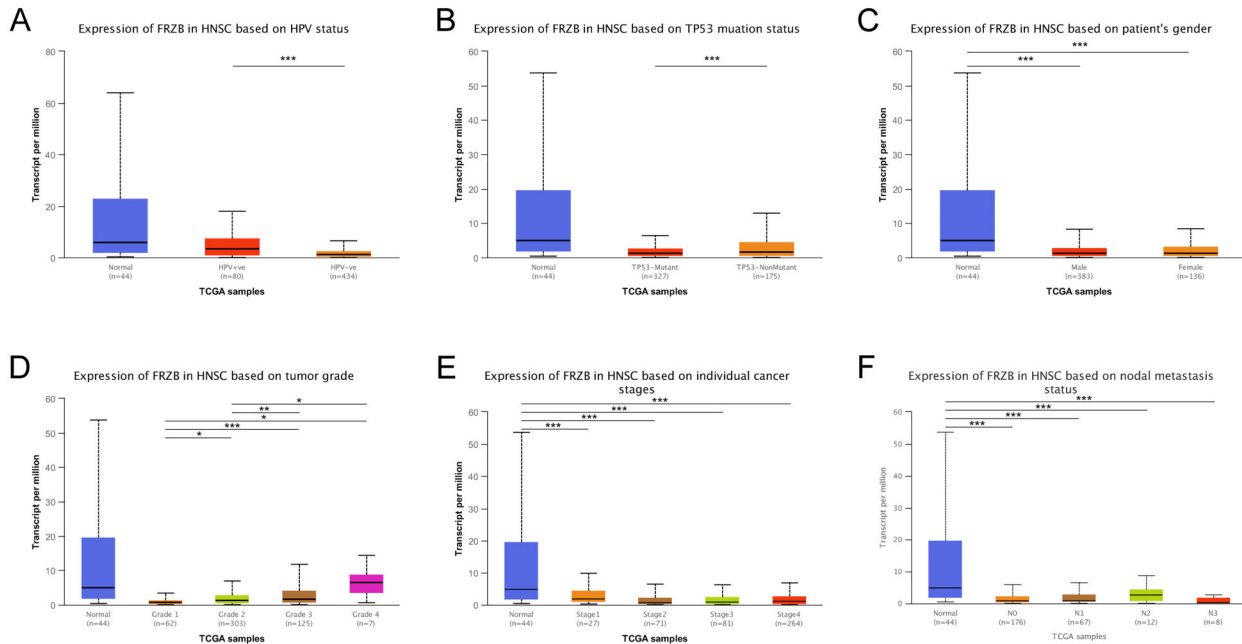 A
Expression of FRZB in HNSC based on HPV status
***
80
60
40
20
0
Transcript per million
Normal
(n=44)
HPV+ve
(n=80)
HPV-ve
(n=434)
TCGA samples
B
Expression of FRZB in HNSC based on TP53 muation status
***
60
50
40
30
20
10
0
Transcript per million
Normal
(n=44)
TP53-Mutant
(n=327)
TP53-NonMutant
(n=175)
TCGA samples
C
Expression of FRZB in HNSC based on patient's gender
***
***
60
50
40
30
20
10
0
Transcript per million
Normal
(n=44)
Male
(n=383)
Female
(n=136)
TCGA samples
D
Expression of FRZB in HNSC based on tumor grade
*
**
*
***
*
60
50
40
30
20
10
0
Transcript per million
Normal
(n=44)
Grade 1
(n=62)
Grade 2
(n=303)
Grade 3
(n=125)
Grade 4
(n=7)
TCGA samples
E
Expression of FRZB in HNSC based on individual cancer
stages
***
***
***
***
60
50
40
30
20
10
0
Transcript per million
Normal
(n=44)
Stage1
(n=27)
Stage2
(n=71)
Stage3
(n=81)
Stage4
(n=264)
TCGA samples
F
Expression of FRZB in HNSC based on nodal metastasis
status
***
***
***
***
60
50
40
30
20
10
0
Transcript per million
Normal
(n=44)
N0
(n=176)
N1
(n=67)
N2
(n=12)
N3
(n=8)
TCGA samples